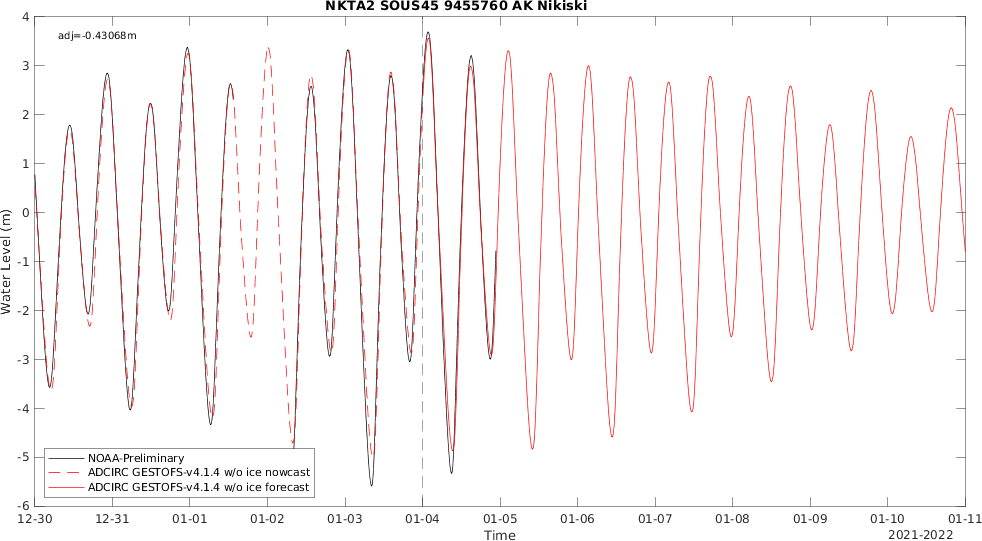 NKTA2 SOUS45 9455760 AK Nikiski
adj=-0.43068m
Water Level (m)
4
3
2
1
0
-1
-2
-3
-4
-5
-6
NOAA-Preliminary
ADCIRC GESTOFS-v4.1.4 w/o ice nowcast
ADCIRC GESTOFS-v4.1.4 w/o ice forecast
12-30 12-31 01-01 01-02 01-03 01-04 01-05 01-06 01-07 01-08 01-09 01-10 01-11
Time
2021-2022